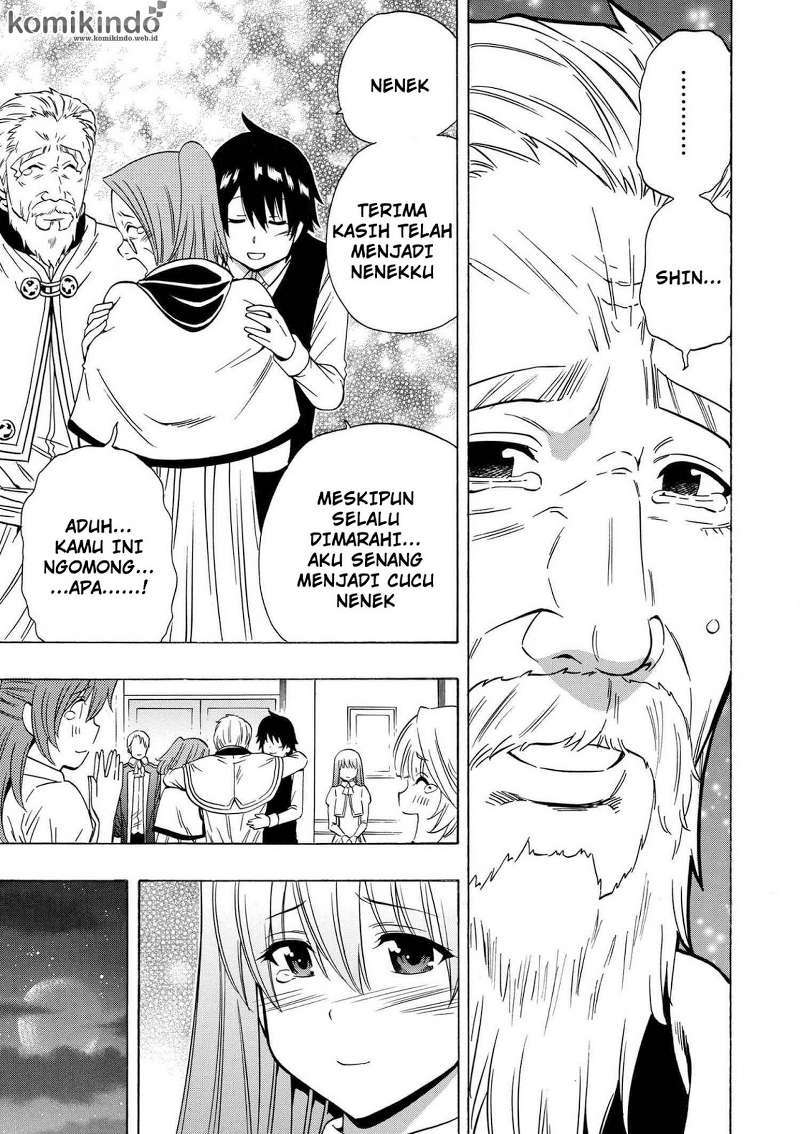 komikindo
www.komikindo.web.id
.........
SHIN...
NENEK
TERIMA
KASIH TELAH
MENJADI
NENEKKU
MESKIPUN
SELALU
DIMARAHI...
AKU SENANG
MENJADI CUCU
NENEK
ADUH...
KAMU INI
NGOMONG...
...APA......!